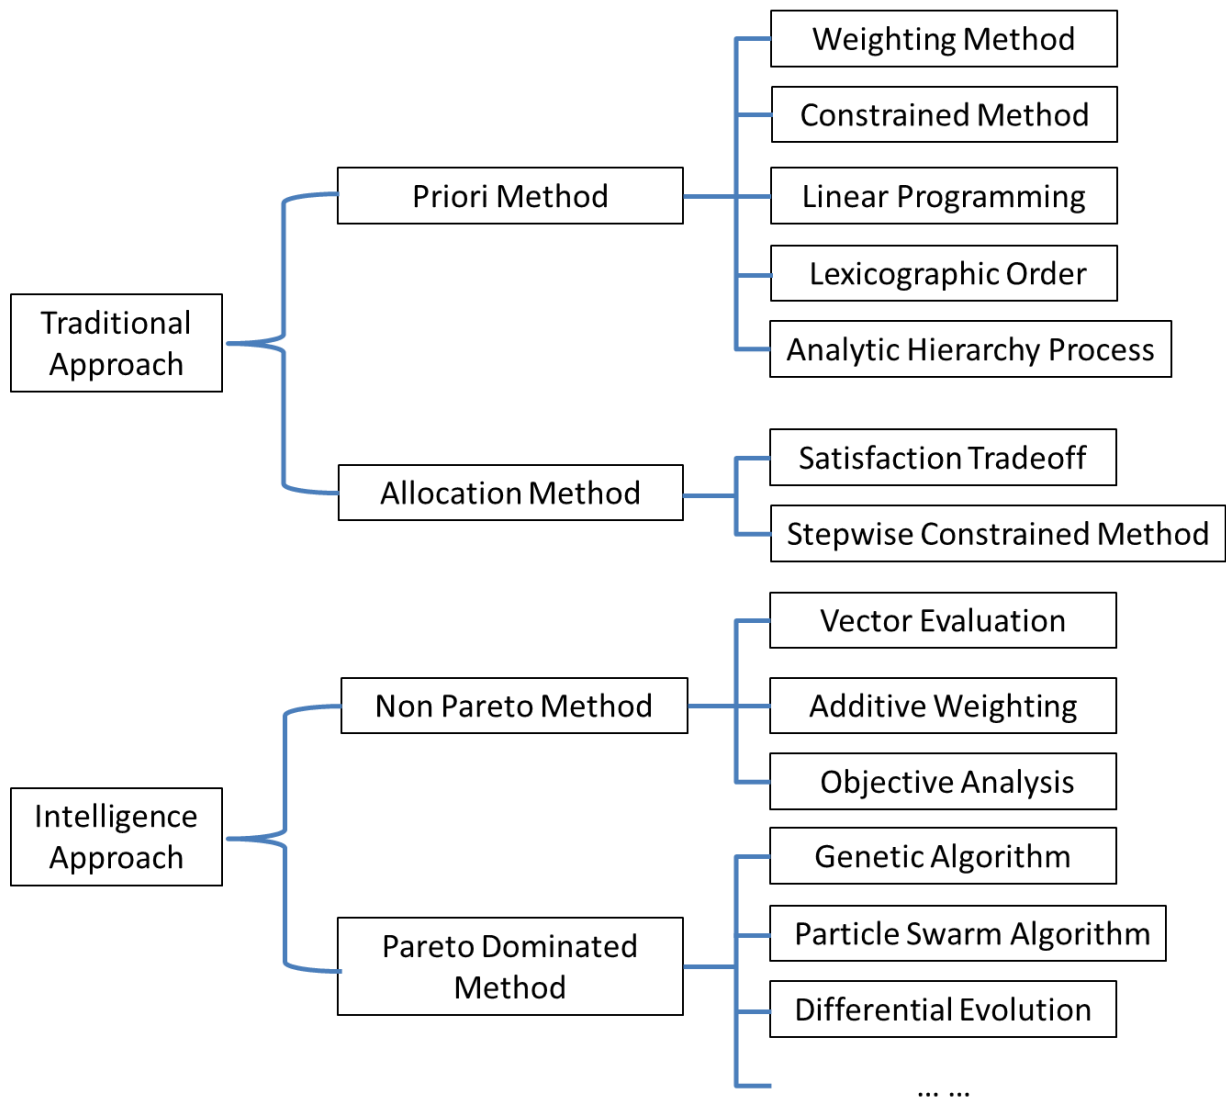 Traditional
Approach
Priori Method
Weighting Method
Constrained Method
Linear Programming
Lexicographic Order
Analytic Hierarchy Process
Allocation Method
Satisfaction Tradeoff
Stepwise Constrained Method
Intelligence
Approach
Non Pareto Method
Vector Evaluation
Additive Weighting
Objective Analysis
Pareto Dominated
Method
Genetic Algorithm
Particle Swarm Algorithm
Differential Evolution
... ...